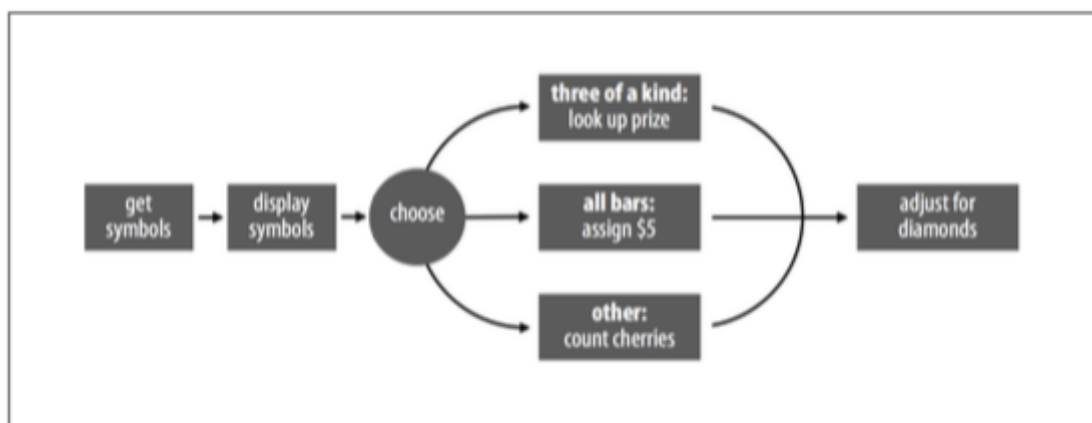 get
symbols
display
symbols
choose
three of a kind:
look up prize
all bars:
assign $5
other:
count cherries
adjust for
diamonds